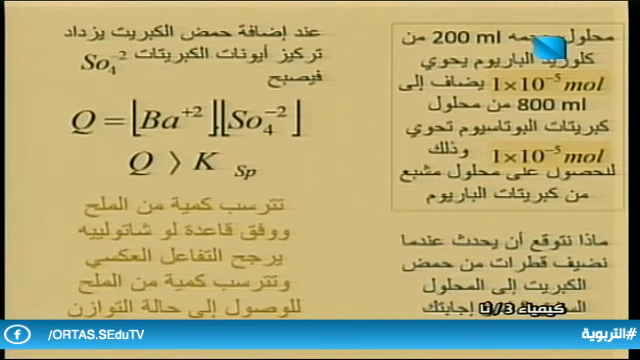 محلول حجمه 200 ml من
كلوريد الباريوم يحوي
1×10⁻⁵ mol يضاف إلى
800 ml من محلول
كبريتات البوتاسيوم تحوي
1×10⁻⁵ mol وذلك
للحصول على محلول مشبع
من كبريتات الباريوم
ماذا نتوقع أن يحدث عندما
نضيف قطرات من حمض
الكبريت إلى المحلول
إجابتك
عند إضافة حمض الكبريت يزداد
تركيز أيونات الكبريتات So₄⁻²
فيصبح
Q = [Ba⁺²].[So₄⁻²]
Q 〉 K Sp
تترسب كمية من الملح
ووفق قاعدة لو شاتولييه
يرجح التفاعل العكسي
وتترسب كمية من الملح
للوصول إلى حالة التوازن
كيمياء 3/ثا
/ORTAS.SEduTV
#التربوية